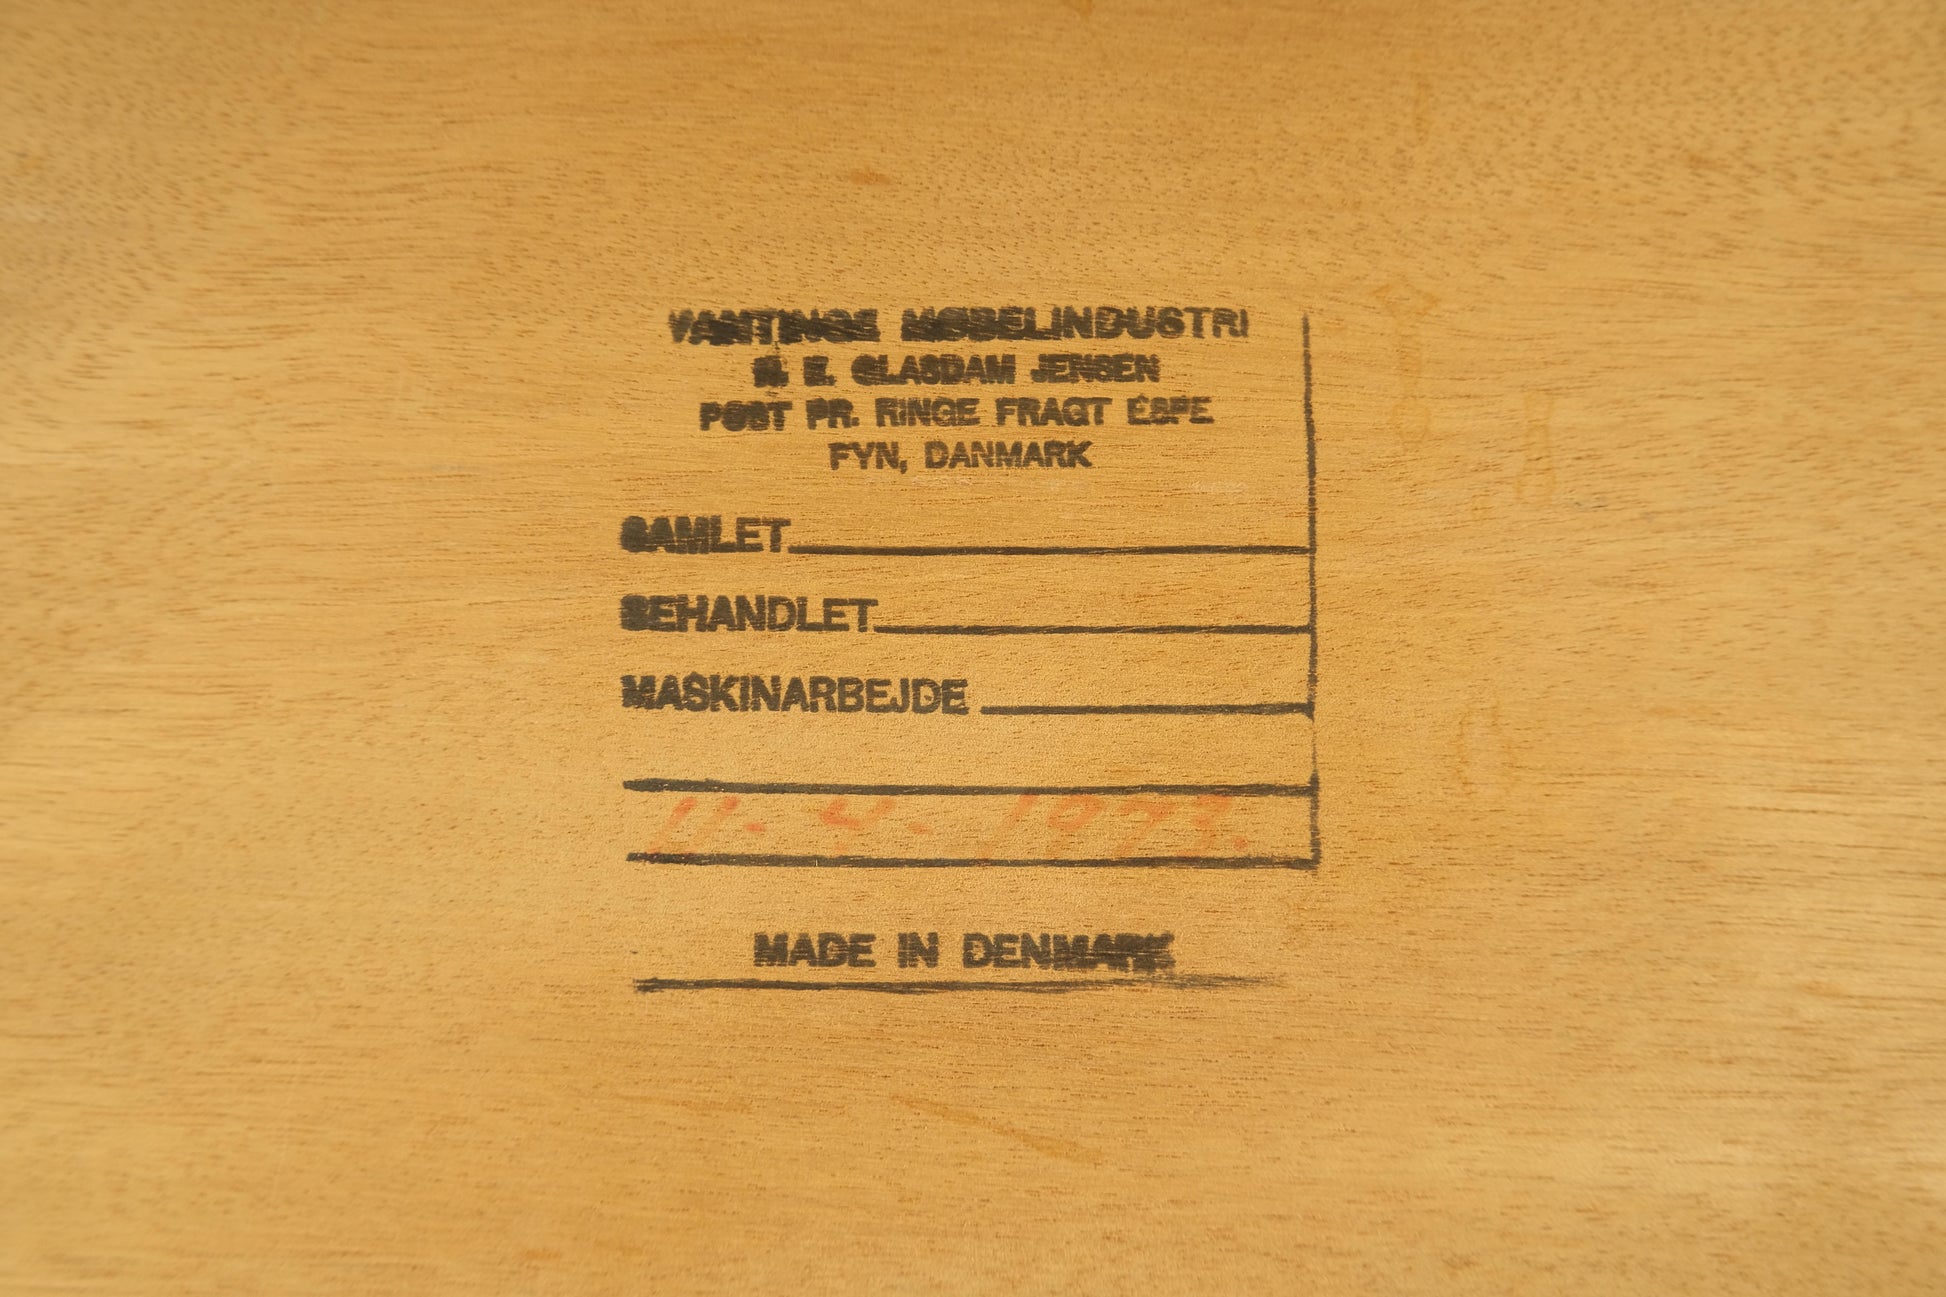 VANTINGE MØBELINDUSTRI
H. E. GLASDAM JENSEN
POST PR. RINGE FRAGT ESPE
FYN, DANMARK
SAMLET
BEHANDLET
MASKINARBEJDE
11. 4. 1973.
MADE IN DENMARK